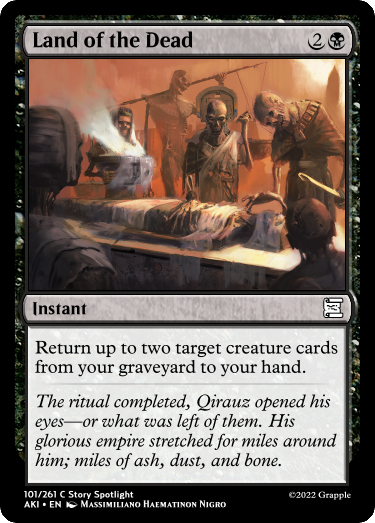 Land of the Dead 2
Instant
Return up to two target creature cards
from your graveyard to your hand.
The ritual completed, Qirauz opened his
eyes—or what was left of them. His
glorious empire stretched for miles around
him; miles of ash, dust, and bone.
101/261 C Story Spotlight
AKI • EN Massimiliano Haematinon Nigro
©2022 Grapple